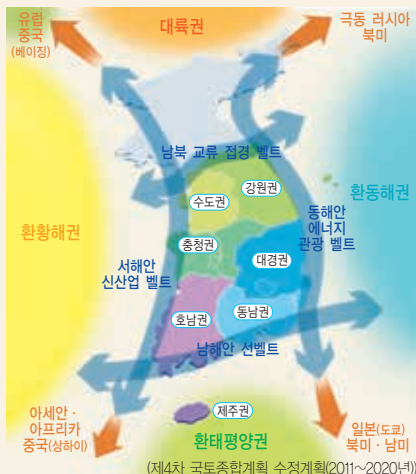 유럽
중국
(베이징)
대륙권
극동 러시아
북미
남북 교류 접경 벨트
강원권
수도권
환동해권
동해안
에너지
관광 벨트
환황해권
충청권
대경권
서해안
신산업 벨트
호남권
동남권
남해안 선벨트
아세안·
아프리카
중국(상하이)
제주권
환태평양권
일본(도쿄)
북미·남미
(제4차 국토종합계획 수정계획(2011~2020년))